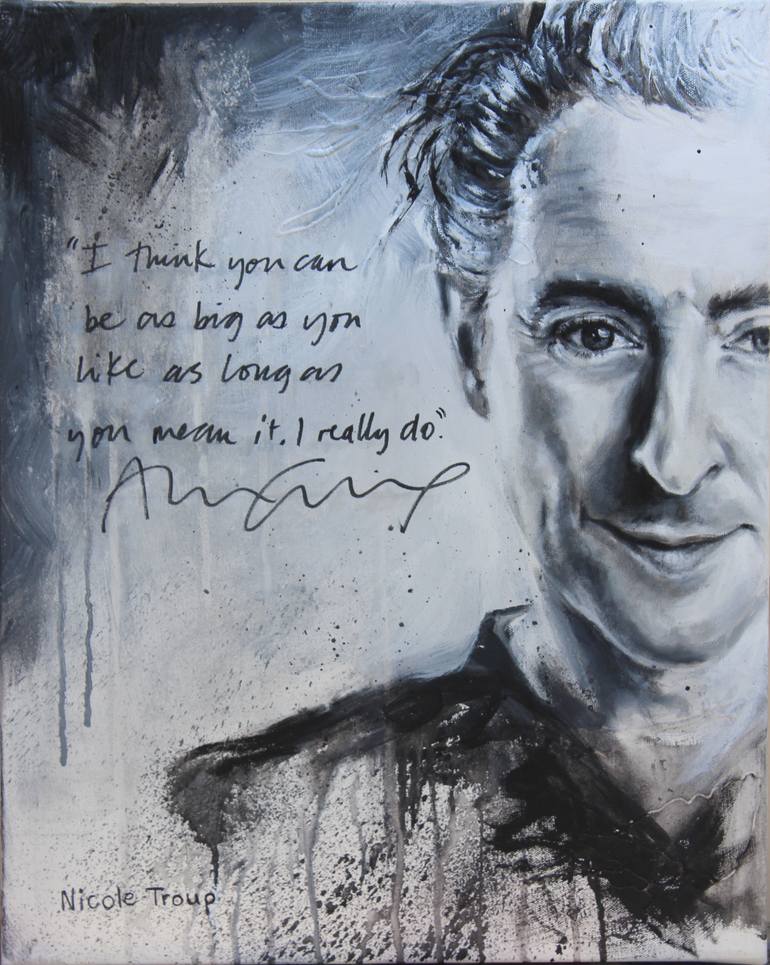 "I think you can
be as big as you
like as long as
you mean it. I really do."
Nicole Troup